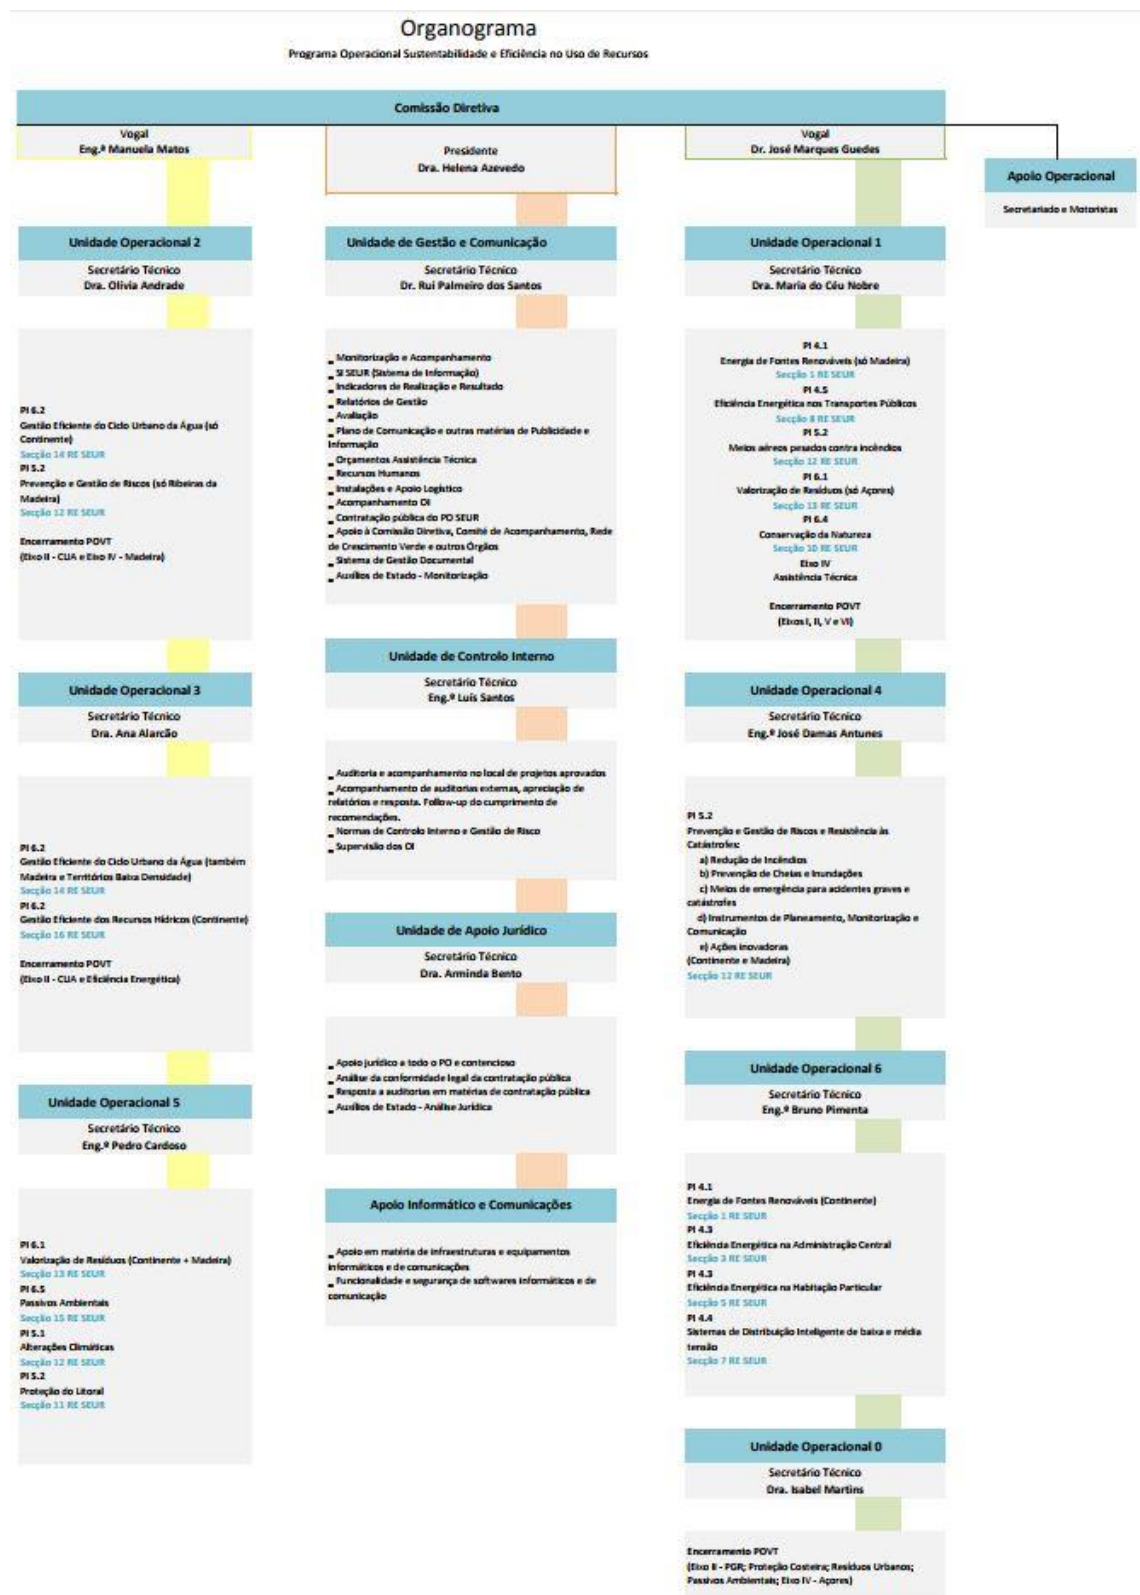 Organograma
Programa Operacional Sustentabilidade e Eficiência no Uso de Recursos
Comissão Diretiva
Vogal
Eng.ª Manuela Matos
Presidente
Dra. Helena Azevedo
Vogal
Dr. José Marques Guedes
Apoio Operacional
Secretariado e Motoristas
Unidade Operacional 2
Secretário Técnico
Dra. Olívia Andrade
PI 6.2
Gestão Eficiente do Ciclo Urbano da Água (só
Continente)
Secção 14 RE SEUR
PI 5.2
Prevenção e Gestão de Riscos (só Ribeiras da
Madeira)
Secção 12 RE SEUR
Encerramento POVT
(Eixo II - CUA e Eixo IV - Madeira)
Unidade Operacional 3
Secretário Técnico
Dra. Ana Alarcão
PI 6.2
Gestão Eficiente do Ciclo Urbano da Água (também
Madeira e Territórios Baixa Densidade)
Secção 14 RE SEUR
PI 6.2
Gestão Eficiente dos Recursos Hídricos (Continente)
Secção 16 RE SEUR
Encerramento POVT
(Eixo II - CUA e Eficiência Energética)
Unidade Operacional 5
Secretário Técnico
Eng.º Pedro Cardoso
PI 6.1
Valorização de Resíduos (Continente + Madeira)
Secção 13 RE SEUR
PI 6.5
Passivos Ambientais
Secção 15 RE SEUR
PI 5.1
Alterações Climáticas
Secção 12 RE SEUR
PI 5.2
Proteção do Litoral
Secção 11 RE SEUR
Unidade de Gestão e Comunicação
Secretário Técnico
Dr. Rui Palmeiro dos Santos
- Monitorização e Acompanhamento
- SI SEUR (Sistema de Informação)
- Indicadores de Realização e Resultado
- Relatórios de Gestão
- Avaliação
- Plano de Comunicação e outras matérias de Publicidade e
Informação
- Orçamentos Assistência Técnica
- Recursos Humanos
- Instalações e Apoio Logístico
- Acompanhamento OI
- Contratação pública do PO SEUR
- Apoio à Comissão Diretiva, Comité de Acompanhamento, Rede
de Crescimento Verde e outros Órgãos
- Sistema de Gestão Documental
- Auxílios de Estado - Monitorização
Unidade de Controlo Interno
Secretário Técnico
Eng.º Luís Santos
- Auditoria e acompanhamento no local de projetos aprovados
- Acompanhamento de auditorias externas, apreciação de
relatórios e resposta. Follow-up do cumprimento de
recomendações.
- Normas de Controlo Interno e Gestão de Risco
- Supervisão dos OI
Unidade de Apoio Jurídico
Secretário Técnico
Dra. Arminda Bento
- Apoio jurídico a todo o PO e contencioso
- Análise da conformidade legal da contratação pública
- Resposta a auditorias em matérias de contratação pública
- Auxílios de Estado - Análise Jurídica
Apoio Informático e Comunicações
- Apoio em matéria de infraestruturas e equipamentos
informáticos e de comunicações
- Funcionalidade e segurança de softwares informáticos e de
comunicação
Unidade Operacional 1
Secretário Técnico
Dra. Maria do Céu Nobre
PI 4.1
Energia de Fontes Renováveis (só Madeira)
Secção 1 RE SEUR
PI 4.5
Eficiência Energética nos Transportes Públicos
Secção 8 RE SEUR
PI 5.2
Meios aéreos pesados contra incêndios
Secção 12 RE SEUR
PI 6.1
Valorização de Resíduos (só Açores)
Secção 13 RE SEUR
PI 6.4
Conservação da Natureza
Secção 10 RE SEUR
Eixo IV
Assistência Técnica
Encerramento POVT
(Eixos I, II, V e VII)
Unidade Operacional 4
Secretário Técnico
Eng.º José Damas Antunes
PI 5.2
Prevenção e Gestão de Riscos e Resistência às
Catástrofes:
a) Redução de Incêndios
b) Prevenção de Cheias e Inundações
c) Meios de emergência para acidentes graves e
catástrofes
d) Instrumentos de Planeamento, Monitorização e
Comunicação
e) Ações inovadoras
(Continente e Madeira)
Secção 12 RE SEUR
Unidade Operacional 6
Secretário Técnico
Eng.º Bruno Pimenta
PI 4.1
Energia de Fontes Renováveis (Continente)
Secção 1 RE SEUR
PI 4.3
Eficiência Energética na Administração Central
Secção 3 RE SEUR
PI 4.3
Eficiência Energética na Habitação Particular
Secção 5 RE SEUR
PI 4.4
Sistemas de Distribuição Inteligente de baixa e média
tensão
Secção 7 RE SEUR
Unidade Operacional 0
Secretário Técnico
Dra. Isabel Martins
Encerramento POVT
(Eixo II - PGR; Proteção Costeira; Resíduos Urbanos;
Passivos Ambientais; Eixo IV - Açores)